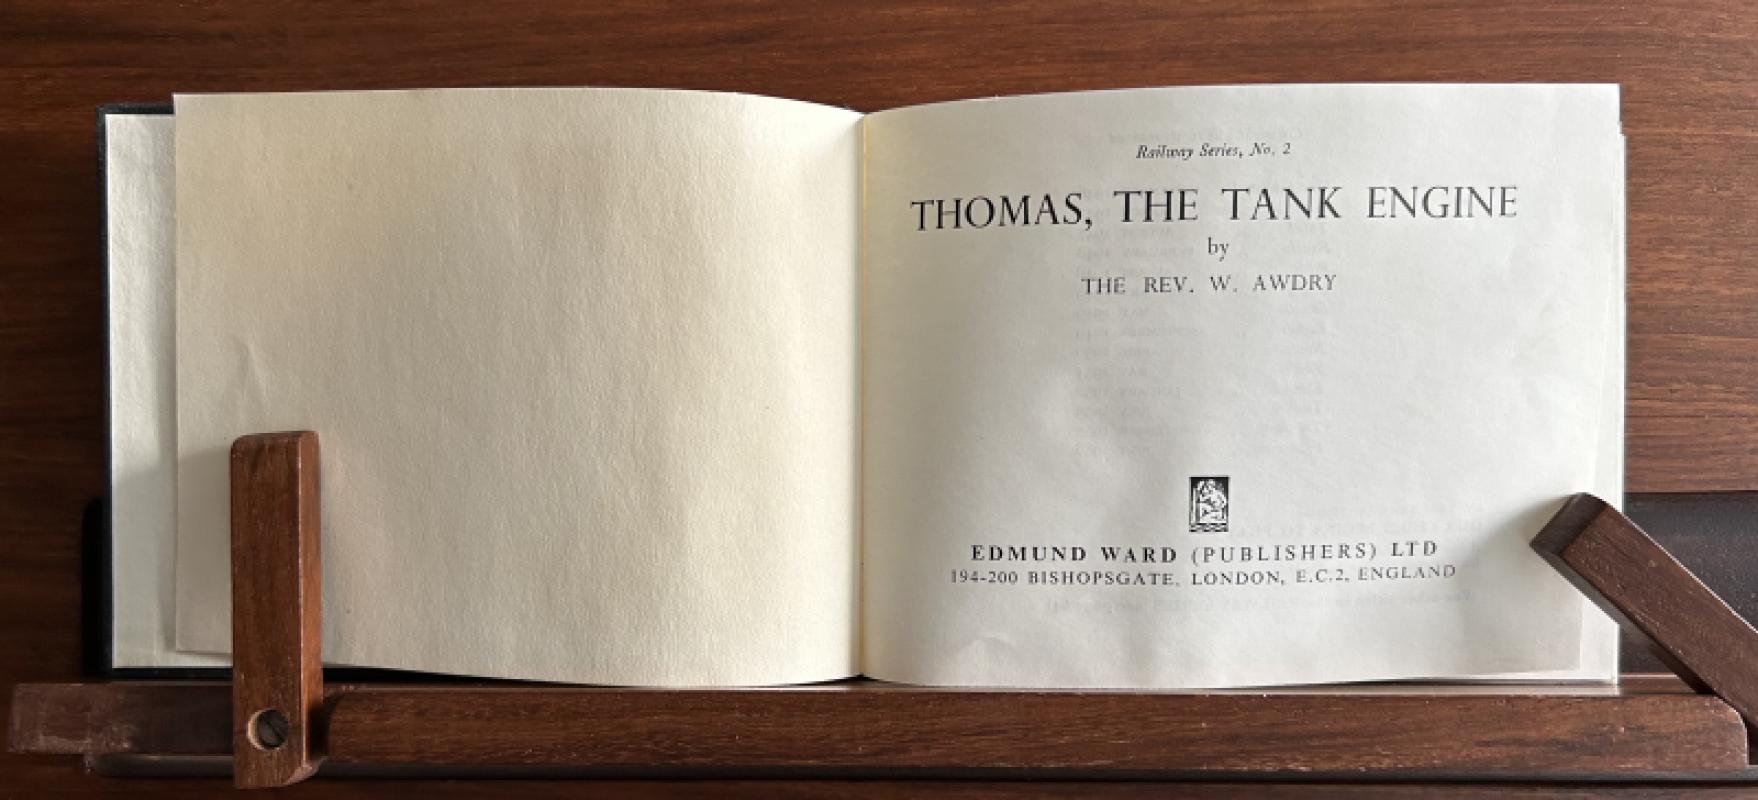 Railway Series, No. 2
THOMAS, THE TANK ENGINE
by
THE REV. W. AWDRY
EDMUND WARD (PUBLISHERS) LTD
194-200 BISHOPSGATE, LONDON, E.C.2, ENGLAND